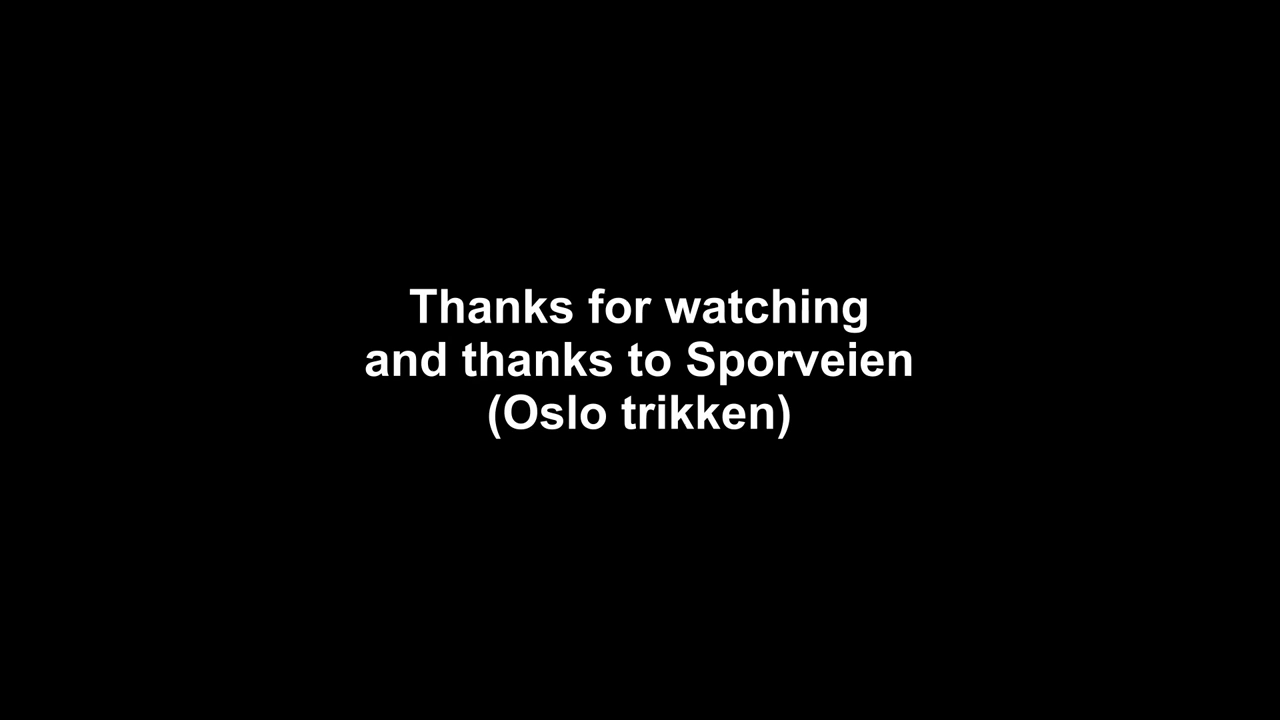 Thanks for watching
and thanks to Sporveien
(Oslo trikken)